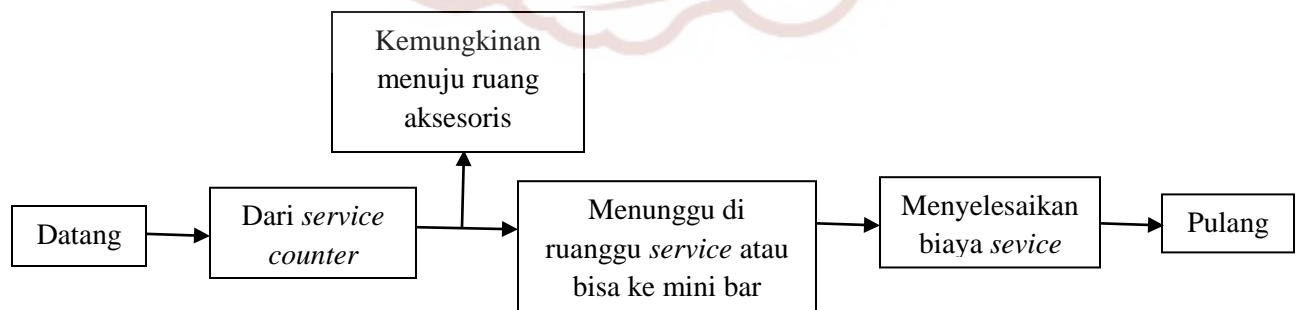 Kemungkinan
menuju ruang
aksesoris
Datang
Dari service
counter
Menunggu di
ruanggu service atau
bisa ke mini bar
Menyelesaikan
biaya sevice
Pulang